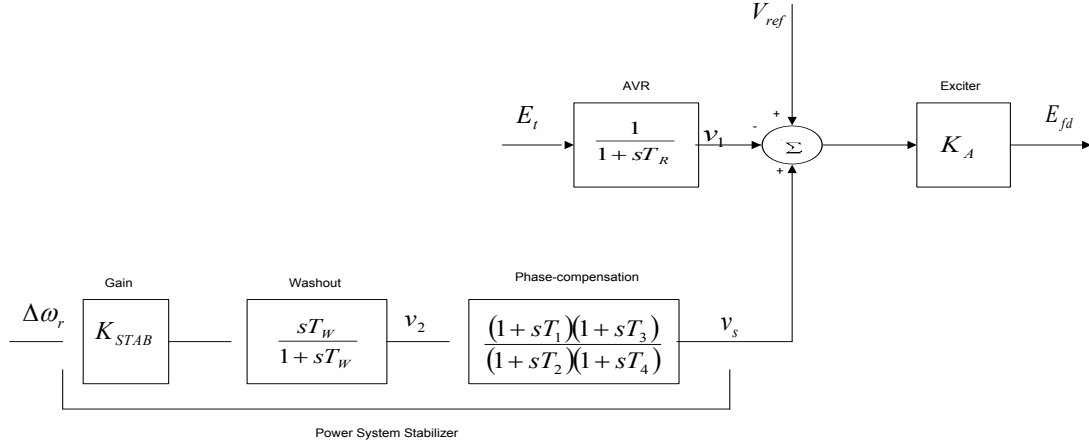 V_ref
AVR
Exciter
E_t
1
1 + sT_R
v_1
-
+
Σ
+
K_A
E_fd
Gain
Washout
Phase-compensation
Δω_r
K_STAB
sT_W
1 + sT_W
v_2
(1 + sT_1)(1 + sT_3)
(1 + sT_2)(1 + sT_4)
v_s
Power System Stabilizer